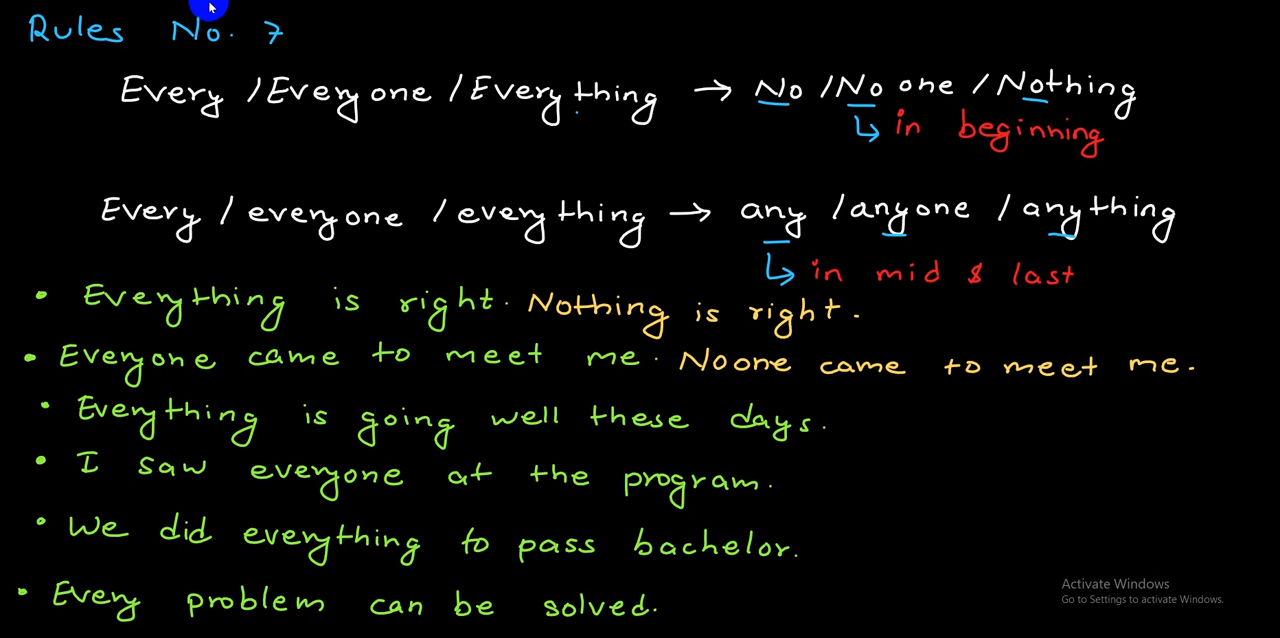 Rules No. 7
Every /Everyone /Everything → No /No one /Nothing
↳ in beginning
Every / everyone / everything → any /anyone / anything
↳ in mid & last
• Everything is right. Nothing is right.
• Everyone came to meet me. Noone came to meet me.
• Everything is going well these days.
• I saw everyone at the program.
• We did everything to pass bachelor.
• Every problem can be solved.
Activate Windows
Go to Settings to activate Windows.